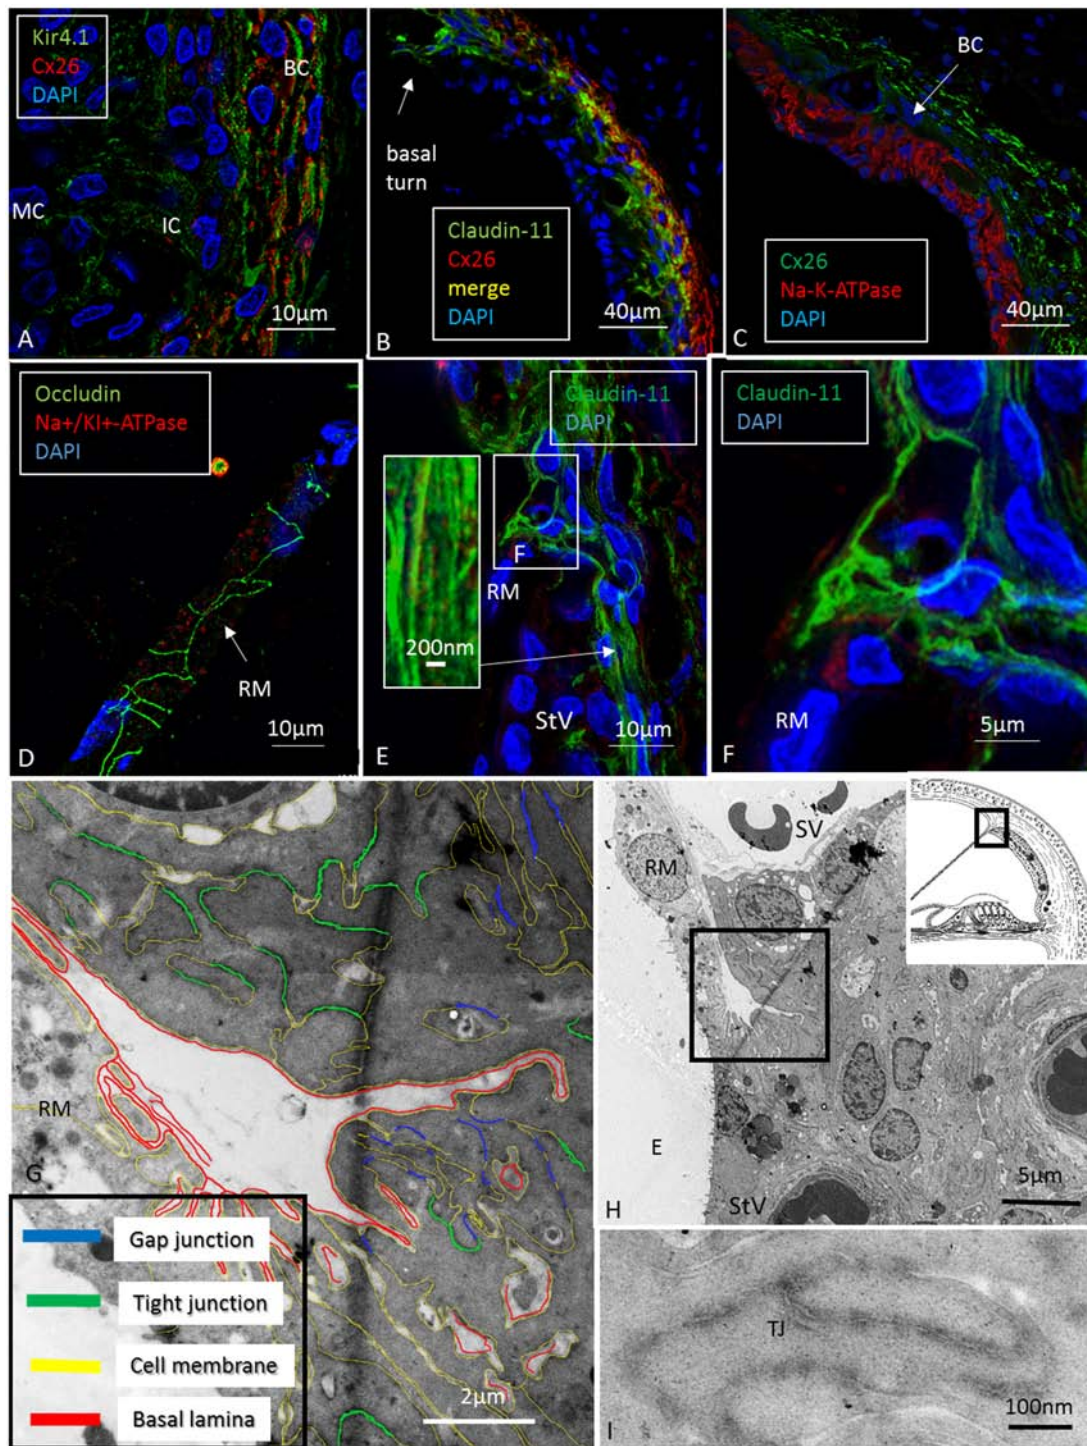 Kir4.1
Cx26
DAPI
BC
MC
IC
10µm
A
basal
turn
Claudin-11
Cx26
merge
DAPI
40µm
B
BC
Cx26
Na-K-ATPase
DAPI
40µm
C
Occludin
Na+/Kl+-ATPase
DAPI
RM
10µm
D
Claudin-11
DAPI
F
RM
200nm
StV
10µm
E
Claudin-11
DAPI
RM
5µm
F
RM
G
Gap junction
Tight junction
Cell membrane
Basal lamina
2µm
SV
RM
E
5µm
H
StV
TJ
100nm
I